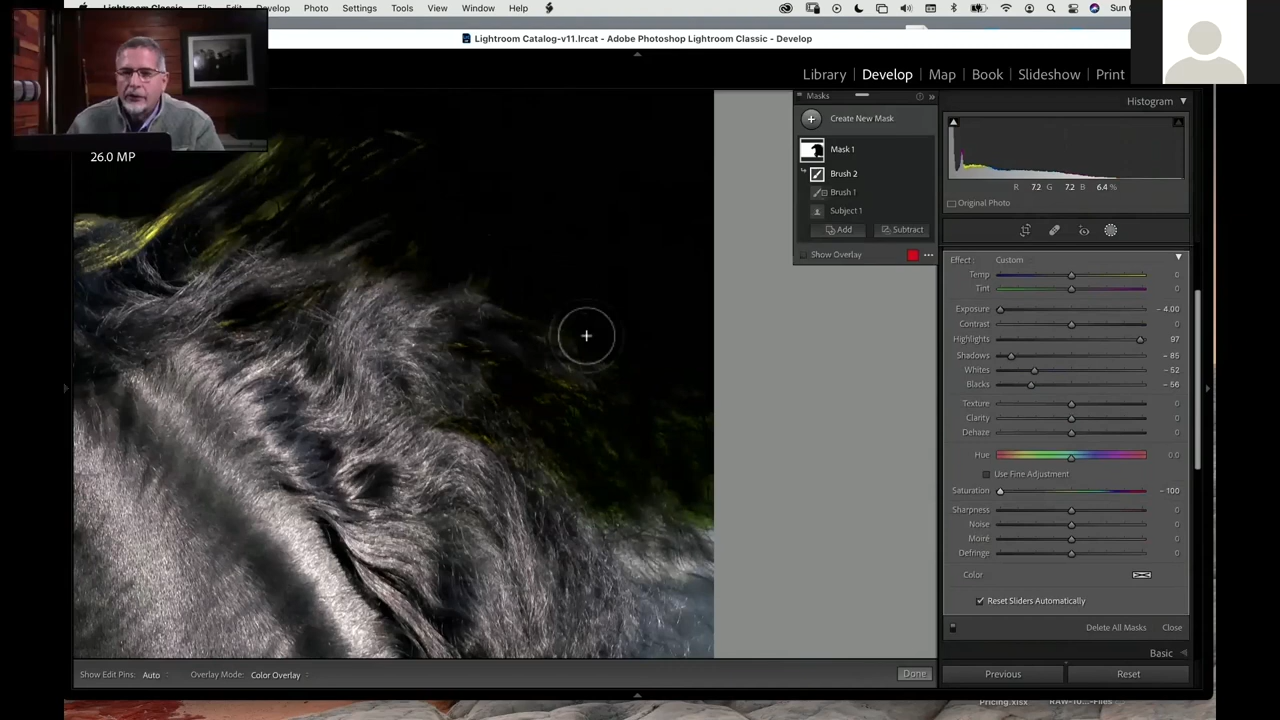 Lightroom Classic File Edit Develop Photo Settings Tools View Window Help Sun
Lightroom Catalog-v11.lrcat - Adobe Photoshop Lightroom Classic - Develop
Library | Develop | Map | Book | Slideshow | Print
26.0 MP
Masks
Create New Mask
Mask 1
Brush 2
Brush 1
Subject 1
Add Subtract
Show Overlay
Histogram
R 7.2 G 7.2 B 6.4 %
Original Photo
Effect : Custom
Temp 0
Tint 0
Exposure - 4.00
Contrast 0
Highlights 97
Shadows - 85
Whites - 52
Blacks - 56
Texture 0
Clarity 0
Dehaze 0
Hue 0.0
Use Fine Adjustment
Saturation - 100
Sharpness 0
Noise 0
Moiré 0
Defringe 0
Color
Reset Sliders Automatically
Delete All Masks Close
Basic
Show Edit Pins: Auto Overlay Mode: Color Overlay Done
Previous Reset
Pricing.xlsx RAW-10...-Files